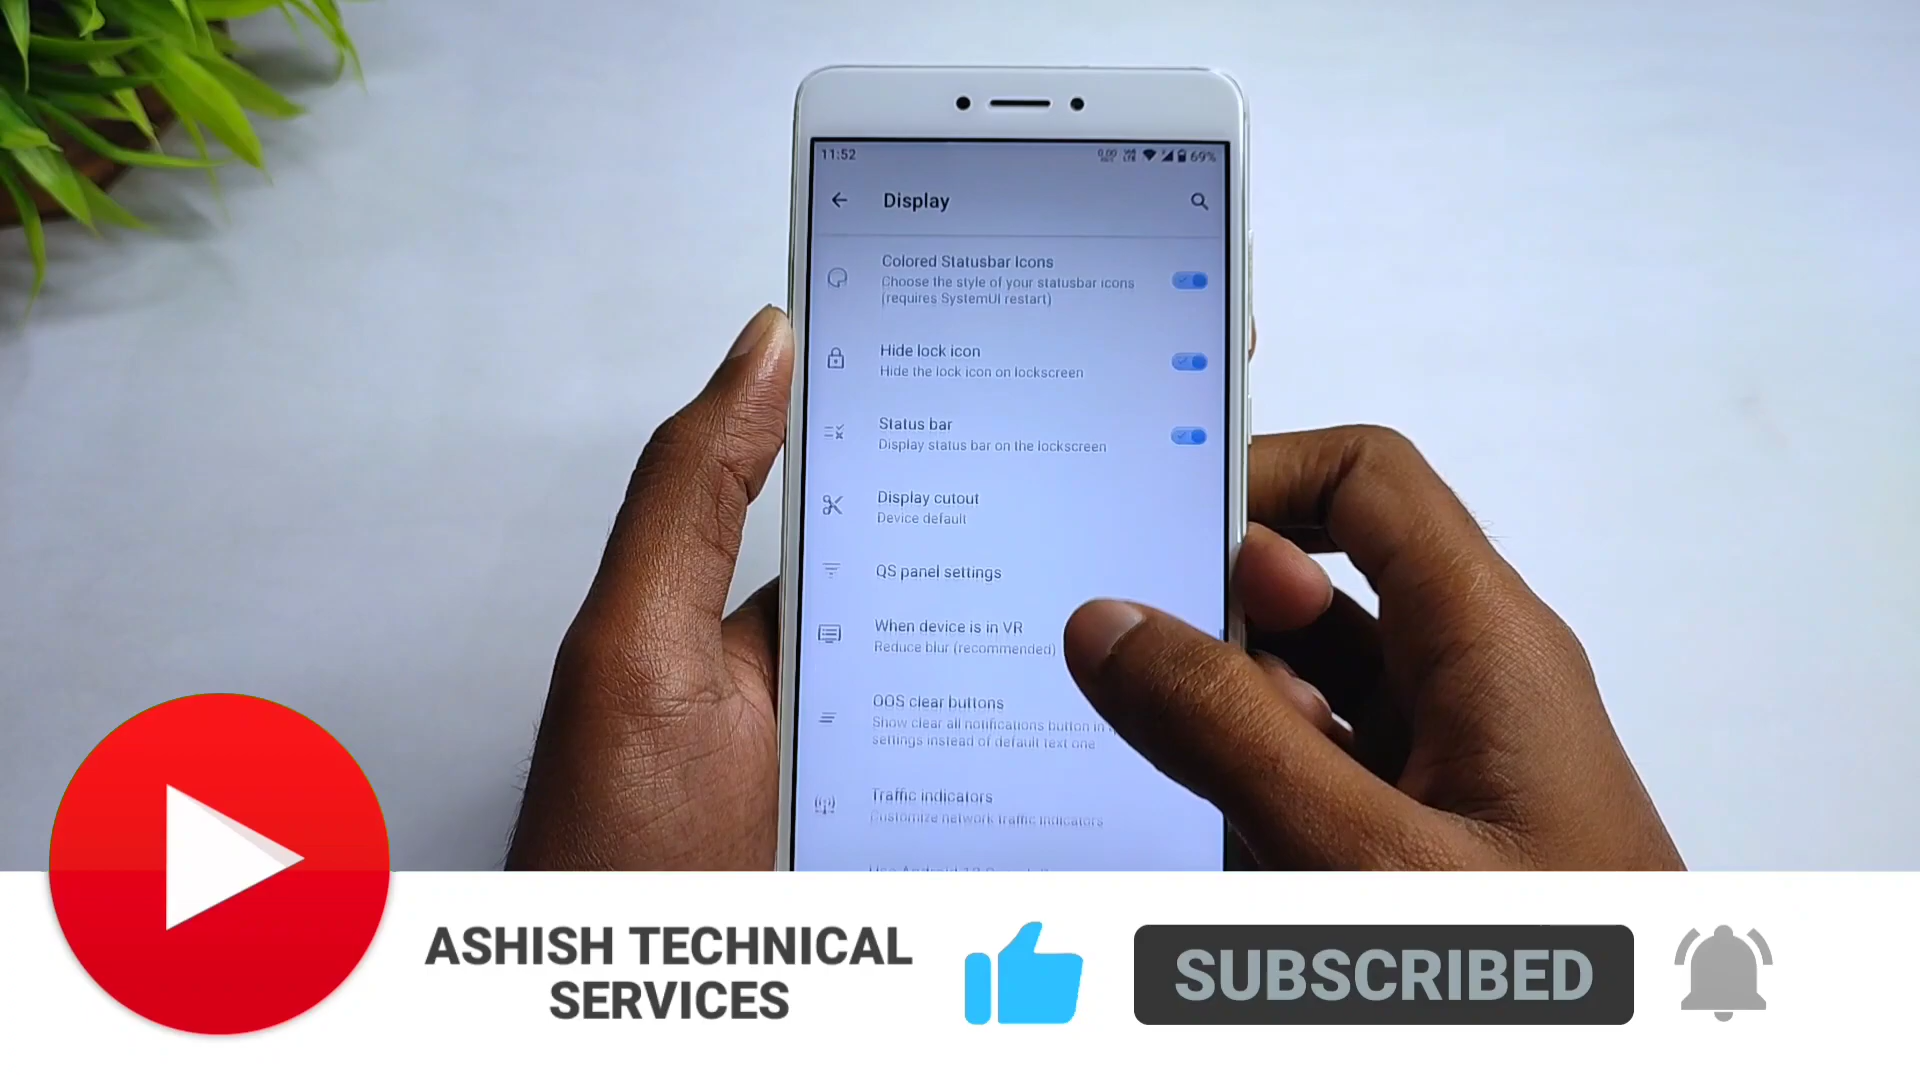 11:52
0.00
69%
Display
Colored Statusbar Icons
Choose the style of your statusbar icons
(requires SystemUI restart)
Hide lock icon
Hide the lock icon on lockscreen
Status bar
Display status bar on the lockscreen
Display cutout
Device default
QS panel settings
When device is in VR
Reduce blur (recommended)
OOS clear buttons
Show clear all notifications button in
settings instead of default text one
Traffic indicators
Customize network traffic indicators
ASHISH TECHNICAL
SERVICES
SUBSCRIBED